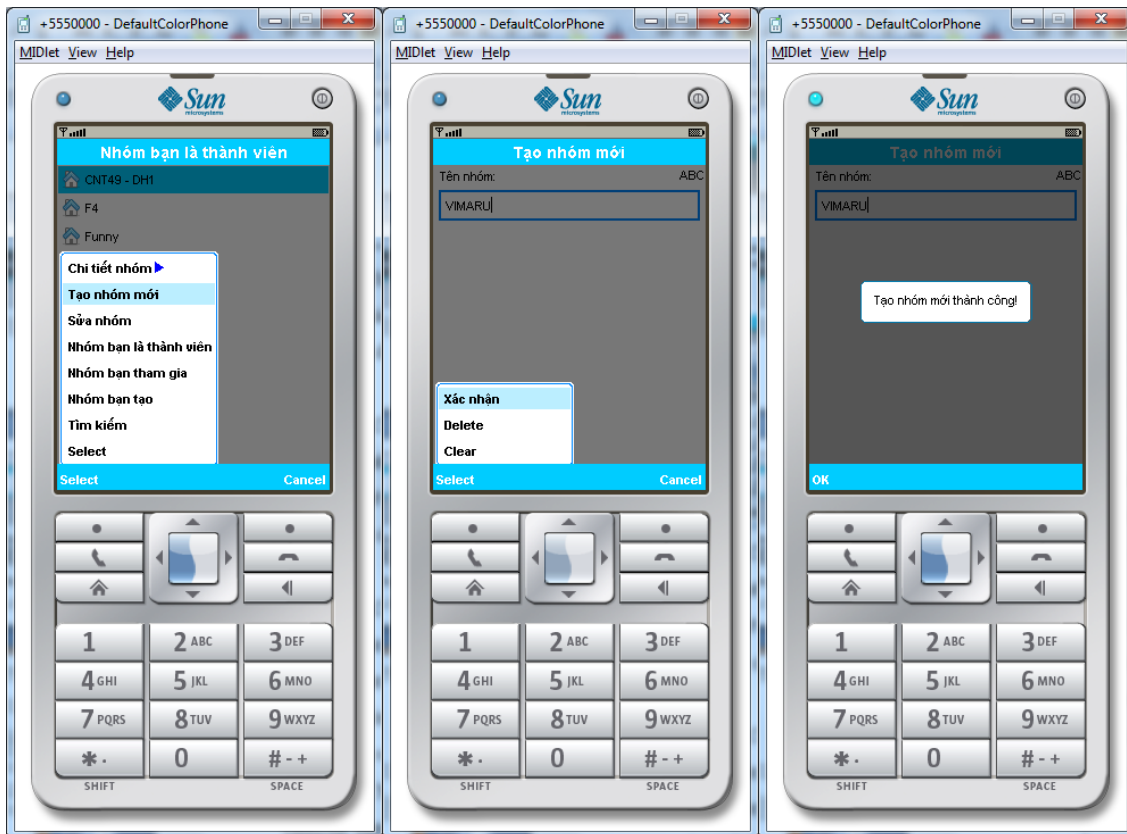 +5550000 - DefaultColorPhone
MIDlet View Help
Sun
microsystems
Nhóm bạn là thành viên
CNT49 - DH1
F4
Funny
Chi tiết nhóm
Tạo nhóm mới
Sửa nhóm
Nhóm bạn là thành viên
Nhóm bạn tham gia
Nhóm bạn tạo
Tìm kiếm
Select
Select Cancel
1 2 ABC 3 DEF
4 GHI 5 JKL 6 MNO
7 PQRS 8 TUV 9 WXYZ
* . 0 # - +
SHIFT SPACE
+5550000 - DefaultColorPhone
MIDlet View Help
Sun
microsystems
Tạo nhóm mới
Tên nhóm: ABC
VIMARU
Xác nhận
Delete
Clear
Select Cancel
1 2 ABC 3 DEF
4 GHI 5 JKL 6 MNO
7 PQRS 8 TUV 9 WXYZ
* . 0 # - +
SHIFT SPACE
+5550000 - DefaultColorPhone
MIDlet View Help
Sun
microsystems
Tạo nhóm mới
Tên nhóm: ABC
VIMARU
Tạo nhóm mới thành công!
OK
1 2 ABC 3 DEF
4 GHI 5 JKL 6 MNO
7 PQRS 8 TUV 9 WXYZ
* . 0 # - +
SHIFT SPACE